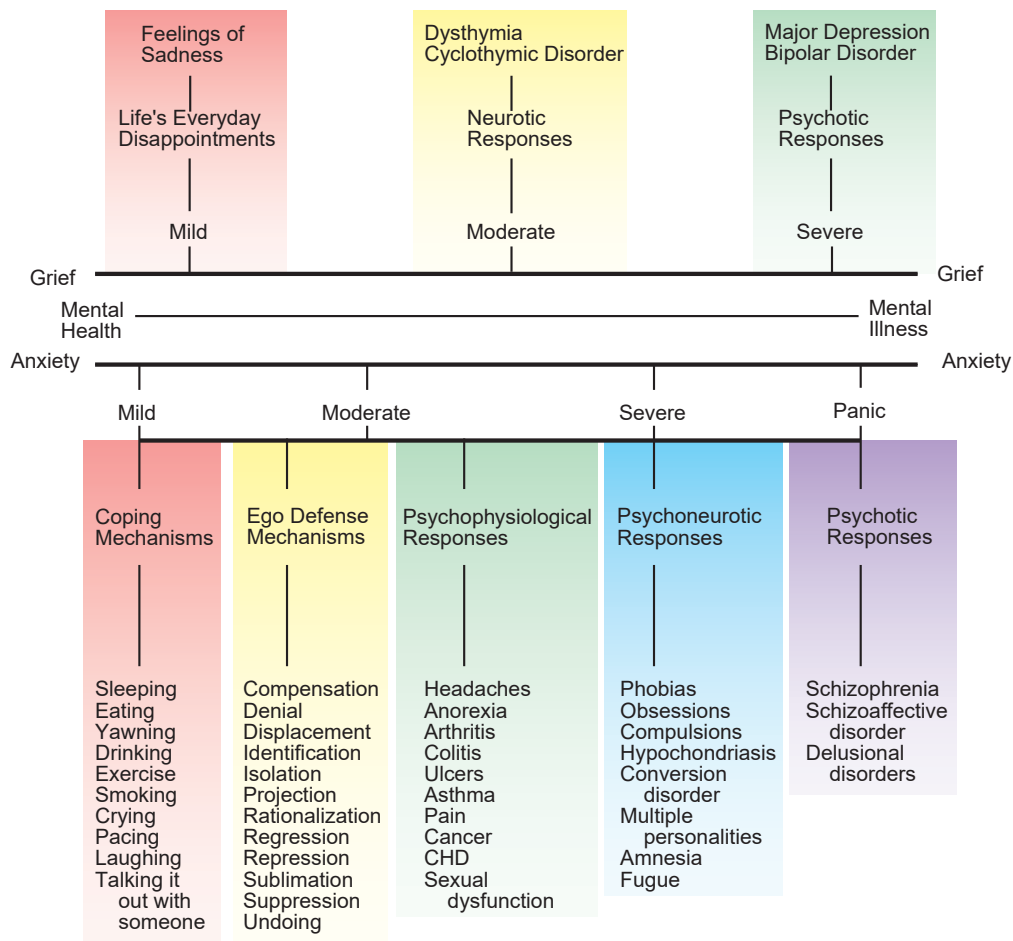 Feelings of
Sadness
Life's Everyday
Disappointments
Mild
Dysthymia
Cyclothymic Disorder
Neurotic
Responses
Moderate
Major Depression
Bipolar Disorder
Psychotic
Responses
Severe
Grief
Grief
Mental
Health
Mental
Illness
Anxiety
Anxiety
Mild
Moderate
Severe
Panic
Coping
Mechanisms
Sleeping
Eating
Yawning
Drinking
Exercise
Smoking
Crying
Pacing
Laughing
Talking it
out with
someone
Ego Defense
Mechanisms
Compensation
Denial
Displacement
Identification
Isolation
Projection
Rationalization
Regression
Repression
Sublimation
Suppression
Undoing
Psychophysiological
Responses
Headaches
Anorexia
Arthritis
Colitis
Ulcers
Asthma
Pain
Cancer
CHD
Sexual
dysfunction
Psychoneurotic
Responses
Phobias
Obsessions
Compulsions
Hypochondriasis
Conversion
disorder
Multiple
personalities
Amnesia
Fugue
Psychotic
Responses
Schizophrenia
Schizoaffective
disorder
Delusional
disorders